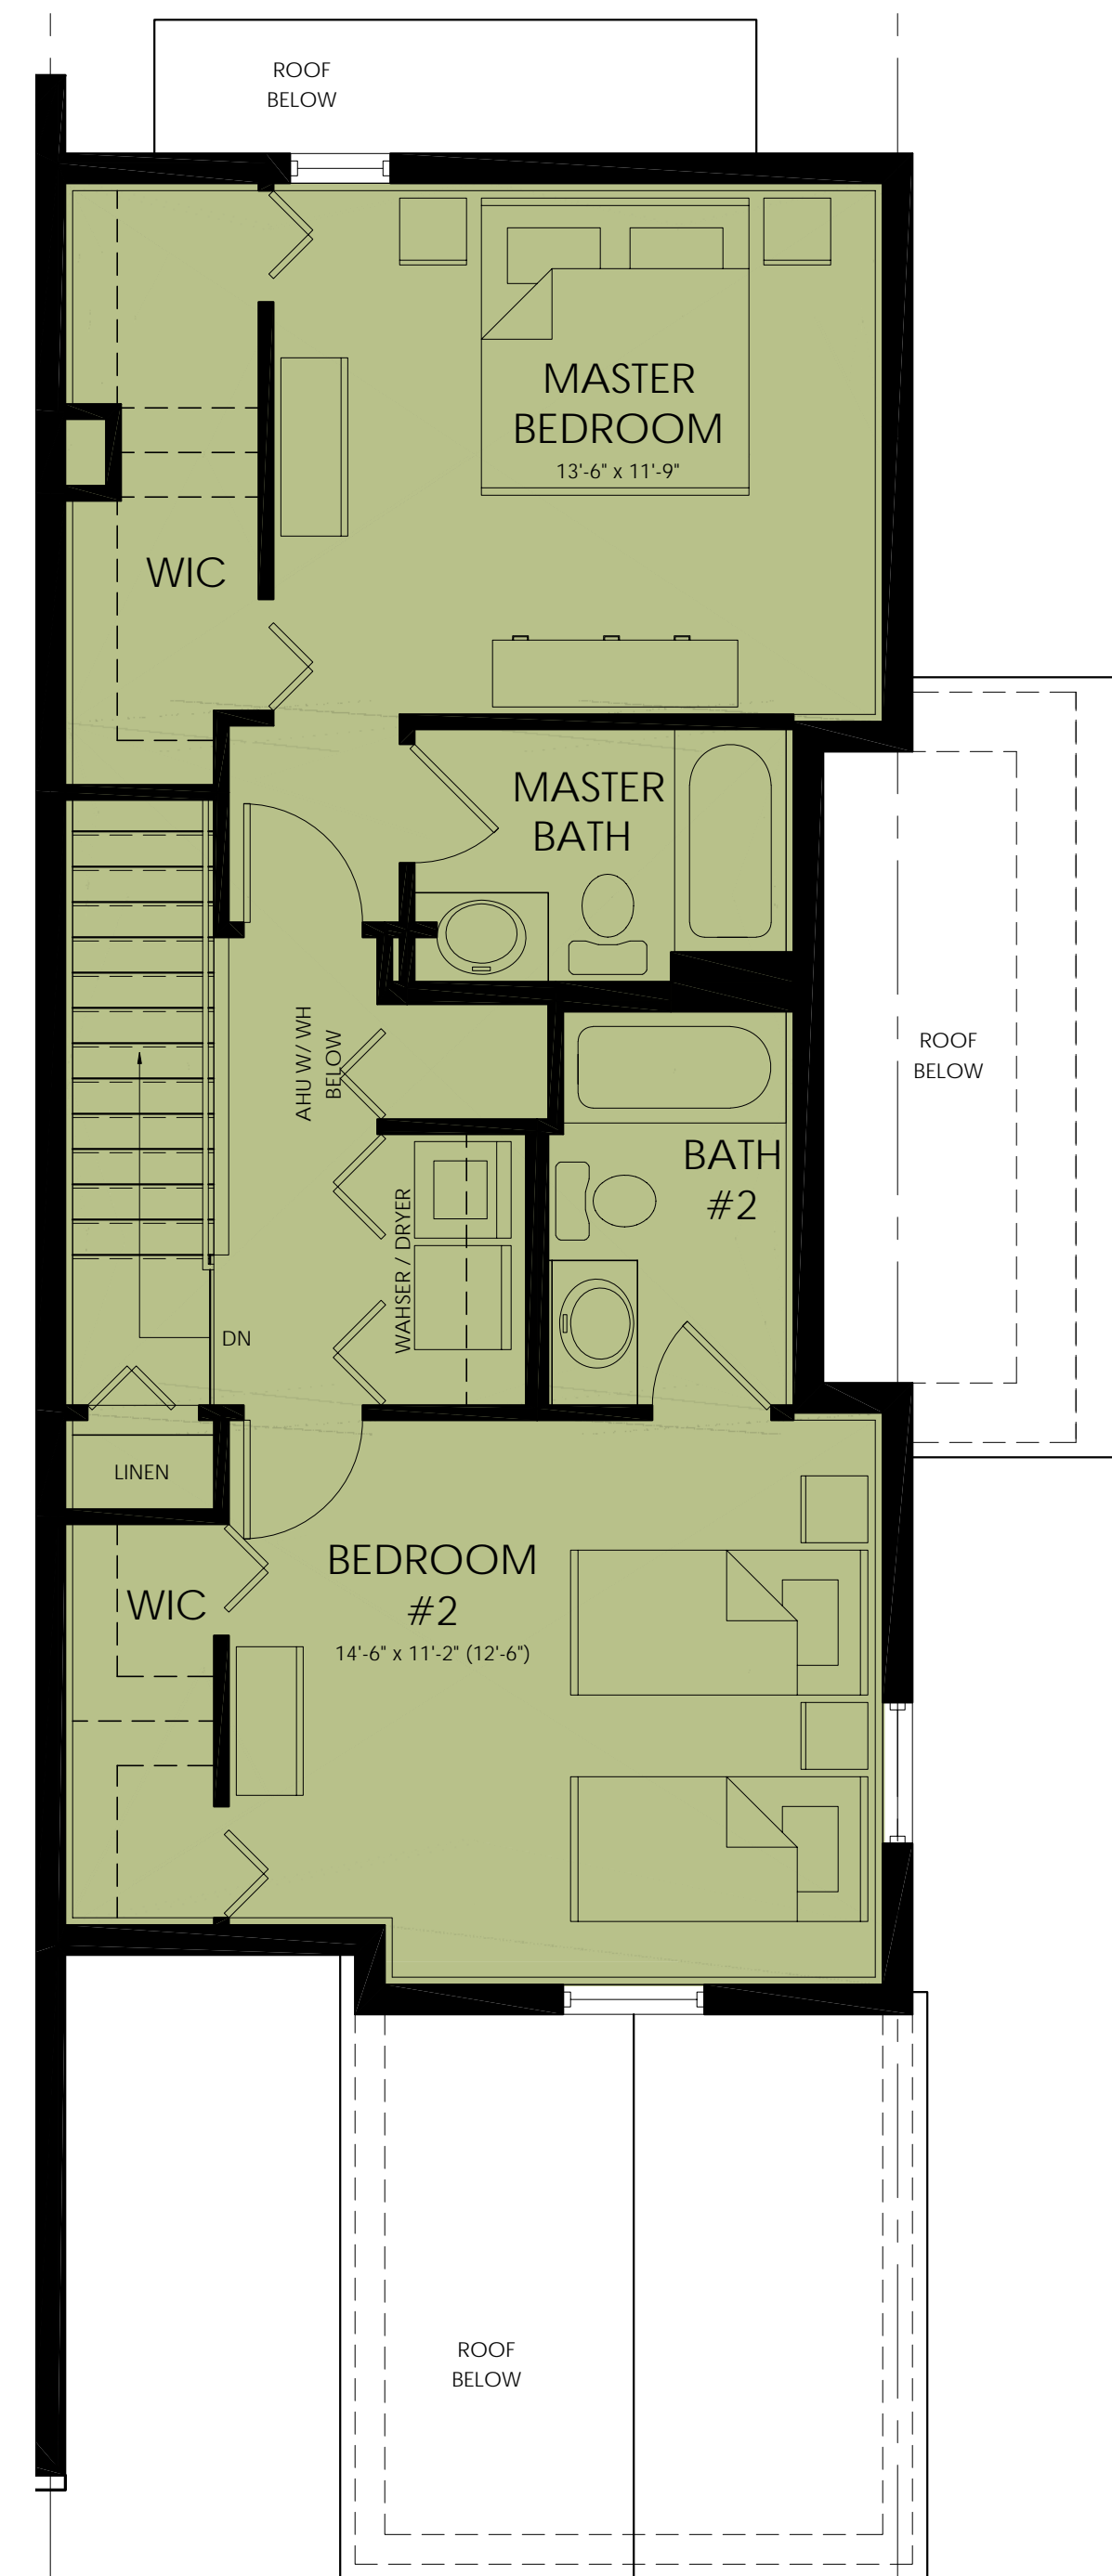 ROOF
BELOW
MASTER
BEDROOM
13'-6" x 11'-9"
WIC
MASTER
BATH
AHU W/ WH
BELOW
ROOF
BELOW
BATH
#2
WAHSER / DRYER
DN
LINEN
BEDROOM
#2
14'-6" x 11'-2" (12'-6")
WIC
ROOF
BELOW